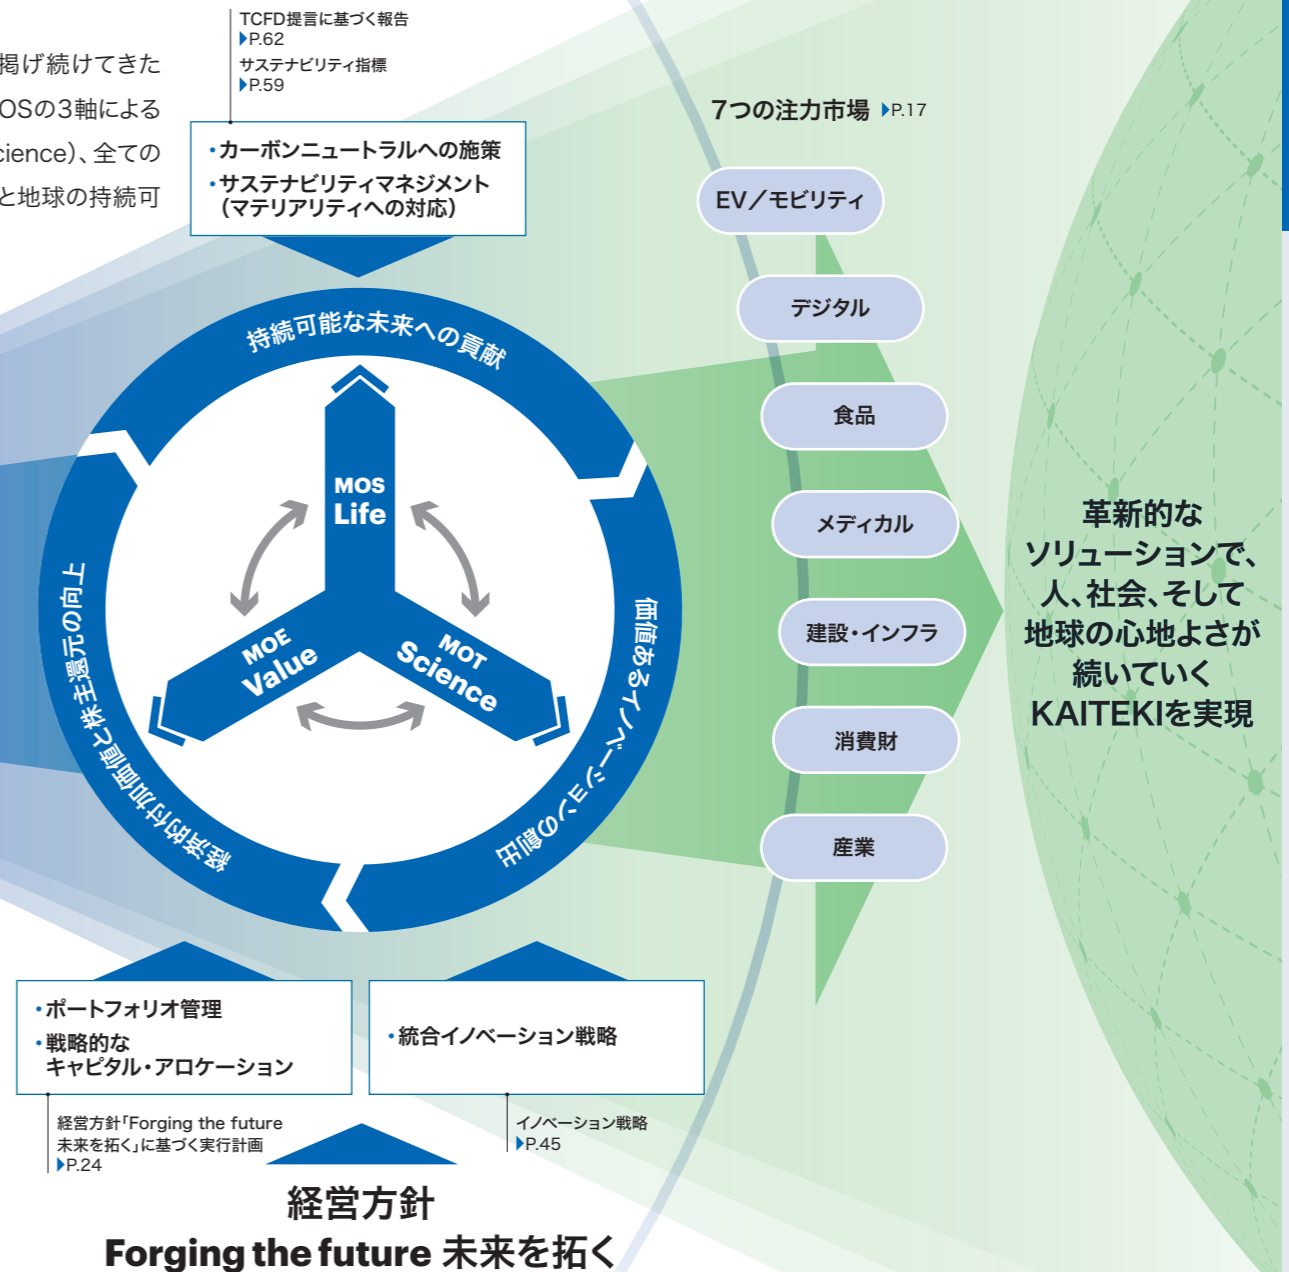 掲げ続けてきた
OSの3軸による
cience）、全ての
と地球の持続可
TCFD提言に基づく報告
▶P.62
サステナビリティ指標
▶P.59
・カーボンニュートラルへの施策
・サステナビリティマネジメント
（マテリアリティへの対応）
持続可能な未来への貢献
価値あるイノベーションの創出
経済的付加価値と株主還元の向上
MOS
Life
MOE
Value
MOT
Science
7つの注力市場 ▶P.17
EV／モビリティ
デジタル
食品
メディカル
建設・インフラ
消費財
産業
革新的な
ソリューションで、
人、社会、そして
地球の心地よさが
続いていく
KAITEKIを実現
・ポートフォリオ管理
・戦略的な
キャピタル・アロケーション
・統合イノベーション戦略
経営方針「Forging the future
未来を拓く」に基づく実行計画
▶P.24
イノベーション戦略
▶P.45
経営方針
Forging the future 未来を拓く